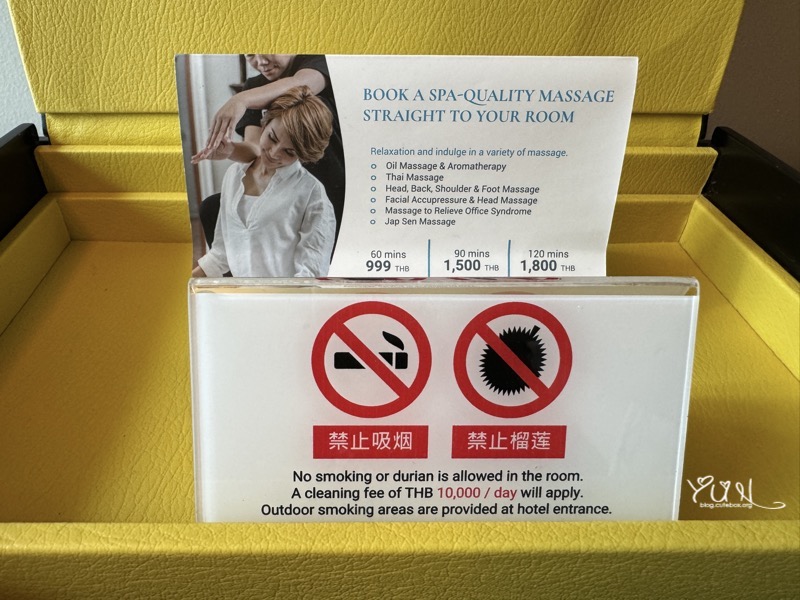 BOOK A SPA-QUALITY MASSAGE
STRAIGHT TO YOUR ROOM
Relaxation and indulge in a variety of massage.
o Oil Massage & Aromatherapy
o Thai Massage
o Head, Back, Shoulder & Foot Massage
o Facial Accupressure & Head Massage
o Massage to Relieve Office Syndrome
o Jap Sen Massage
60 mins 90 mins 120 mins
999 THB 1,500 THB 1,800 THB
禁止吸烟 禁止榴莲
No smoking or durian is allowed in the room.
A cleaning fee of THB 10,000 / day will apply.
Outdoor smoking areas are provided at hotel entrance.
YUN
blog.cutebox.org